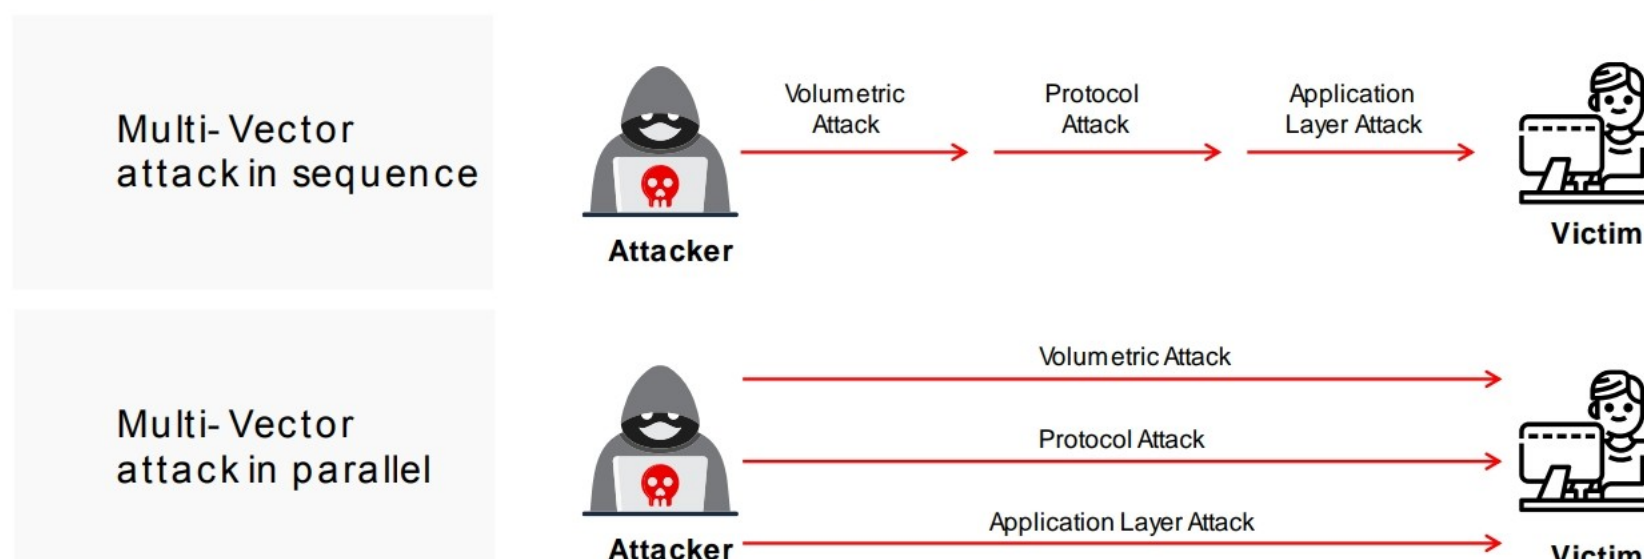 Multi-Vector
attack in sequence
Volumetric
Attack
Protocol
Attack
Application
Layer Attack
Attacker
Victim
Multi-Vector
attack in parallel
Volumetric Attack
Protocol Attack
Application Layer Attack
Attacker
Victim